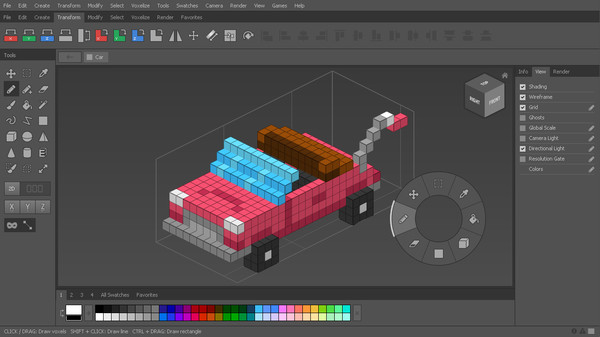 File Edit Create Transform Modify Select Voxelize Tools Swatches Camera Render View Games Help
File Edit Create Transform Modify Select Voxelize Tools Render Favorites
Tools
Car
Info View Render
Shading
Wireframe
Grid
Ghosts
Global Scale
Camera Light
Directional Light
Resolution Gate
Colors
TOP
RIGHT FRONT
2D
X Y Z
1 2 3 4 All Swatches Favorites
CLICK / DRAG: Draw voxels SHIFT + CLICK: Draw line CTRL + DRAG: Draw rectangle